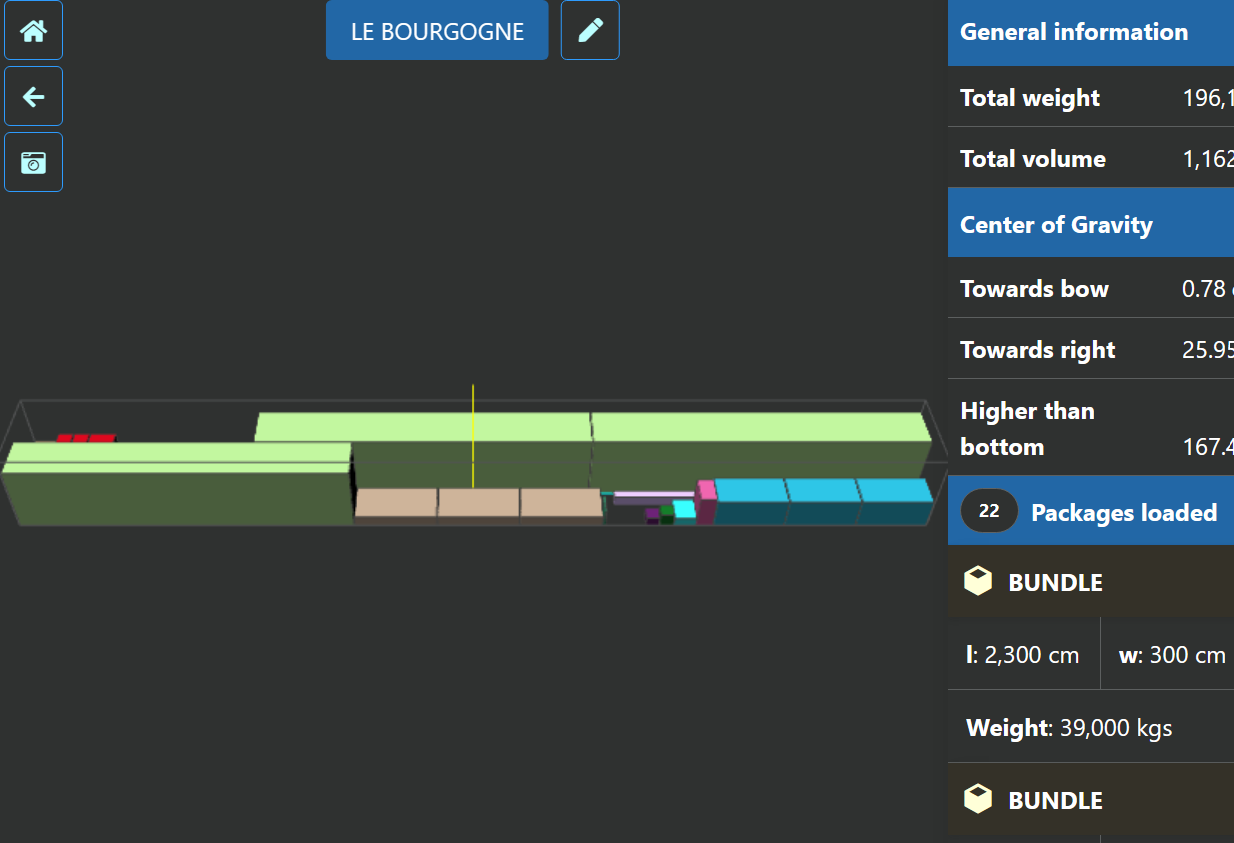 LE BOURGOGNE
General information
Total weight 196,1
Total volume 1,162
Center of Gravity
Towards bow 0.78
Towards right 25.95
Higher than
bottom 167.4
22 Packages loaded
BUNDLE
l: 2,300 cm w: 300 cm
Weight: 39,000 kgs
BUNDLE